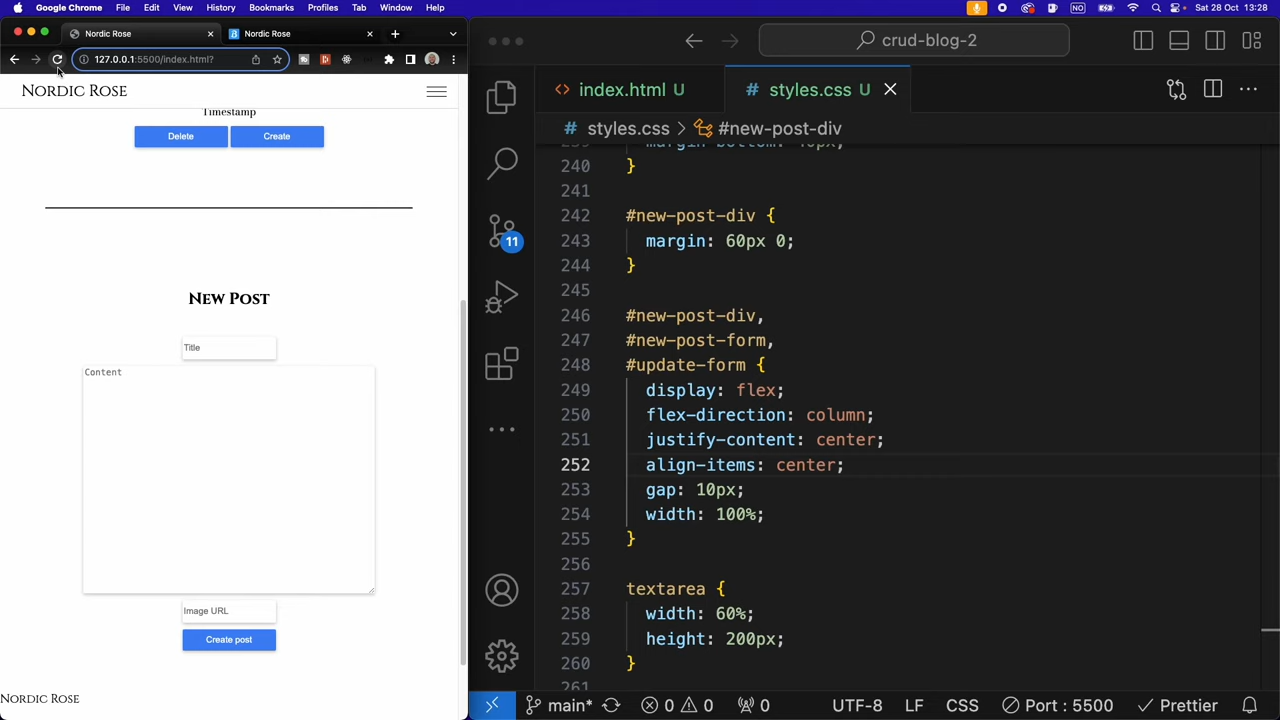 Google Chrome File Edit View History Bookmarks Profiles Tab Window Help NO Sat 28 Oct 13:28
Nordic Rose
Nordic Rose
127.0.0.1:5500/index.html?
NORDIC ROSE
Timestamp
Delete Create
NEW POST
Title
Content
Image URL
Create post
NORDIC ROSE
crud-blog-2
index.html U
# styles.css U
# styles.css > #new-post-div
240 }
241
242 #new-post-div {
243 margin: 60px 0;
244 }
245
246 #new-post-div,
247 #new-post-form,
248 #update-form {
249 display: flex;
250 flex-direction: column;
251 justify-content: center;
252 align-items: center;
253 gap: 10px;
254 width: 100%;
255 }
256
257 textarea {
258 width: 60%;
259 height: 200px;
260 }
261
11
main* 0 0 0 UTF-8 LF CSS Port : 5500 Prettier